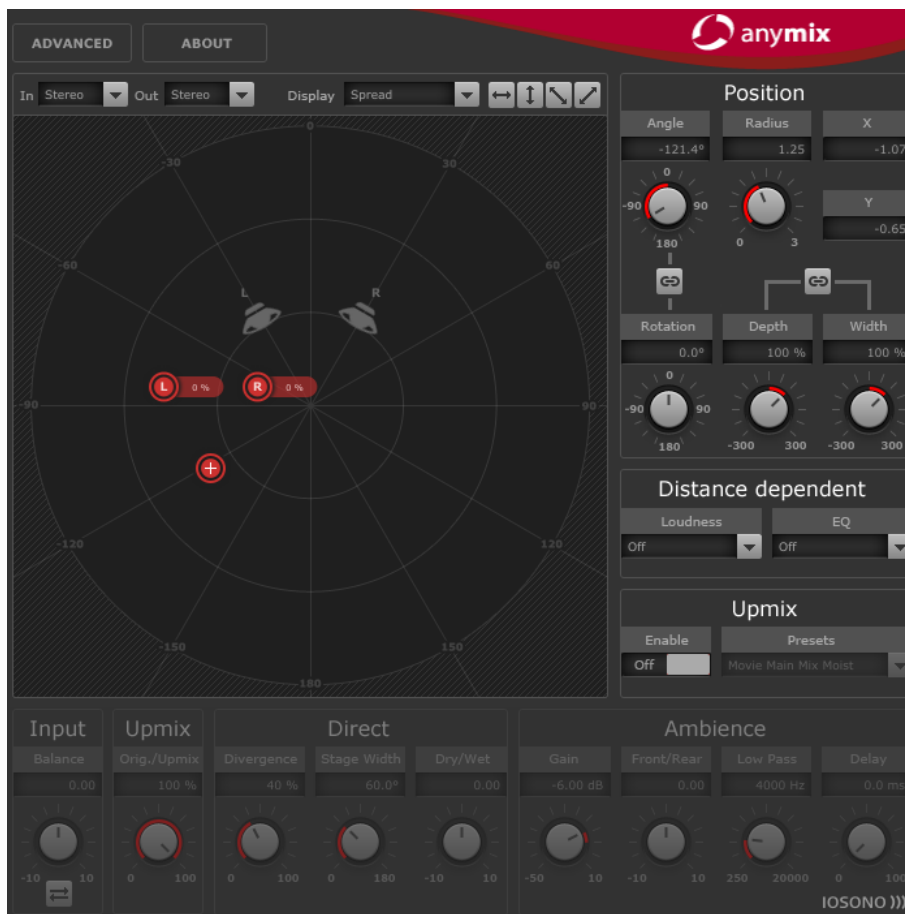 ADVANCED ABOUT anymix
In Stereo Out Stereo Display Spread
Position
Angle Radius X
-121.4° 1.25 -1.07
0
-90 90
180
0 3
Y
-0.65
Rotation Depth Width
0.0° 100 % 100 %
0
-90 90
180
-300 300
-300 300
0
-30 30
-60 60
L R
L 0 % R 0 %
-90 90
-120 120
-150 150
180
Distance dependent
Loudness EQ
Off Off
Upmix
Enable Presets
Off Movie Main Mix Moist
Input Upmix Direct Ambience
Balance Orig./Upmix Divergence Stage Width Dry/Wet Gain Front/Rear Low Pass Delay
0.00 100 % 40 % 60.0° 0.00 -6.00 dB 0.00 4000 Hz 0.0 ms
-10 10 0 100 0 100 0 180 -10 10 -50 10 -10 10 250 20000 0 100
IOSONO